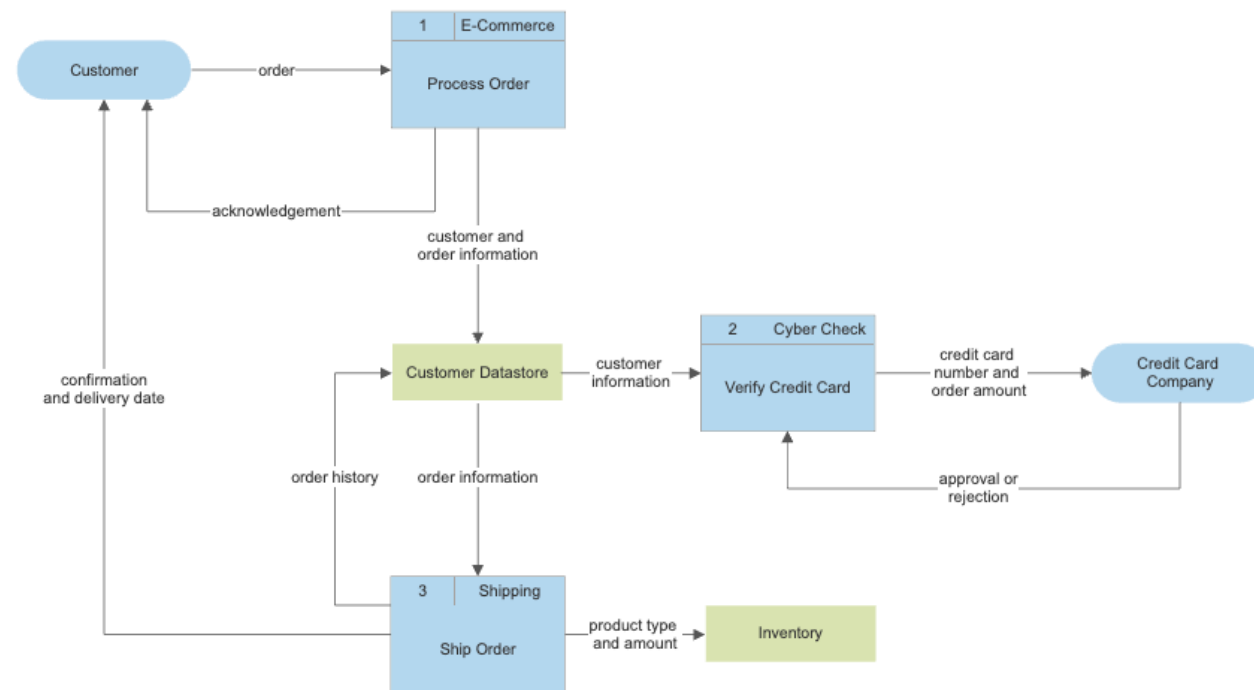 1 E-Commerce
Customer
order
Process Order
acknowledgement
customer and
order information
2 Cyber Check
customer
information
credit card
number and
order amount
Credit Card
Company
Customer Datastore
Verify Credit Card
confirmation
and delivery date
order history
order information
approval or
rejection
3 Shipping
Ship Order
product type
and amount
Inventory